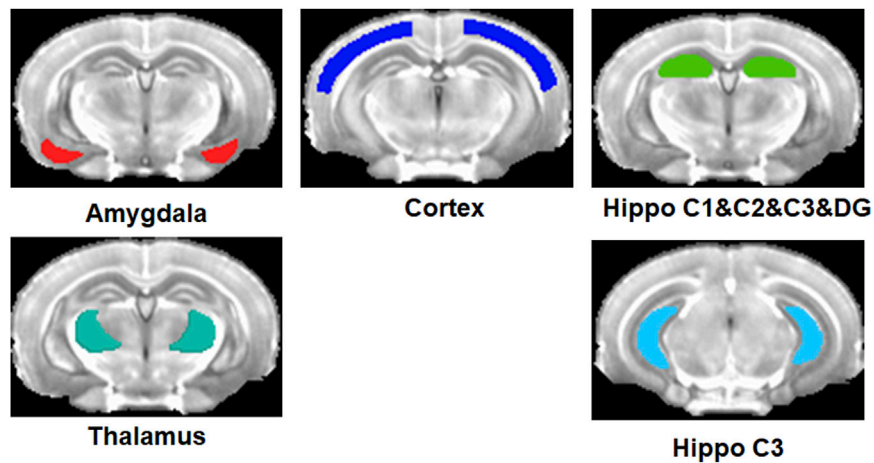 Amygdala
Cortex
Hippo C1&C2&C3&DG
Thalamus
Hippo C3